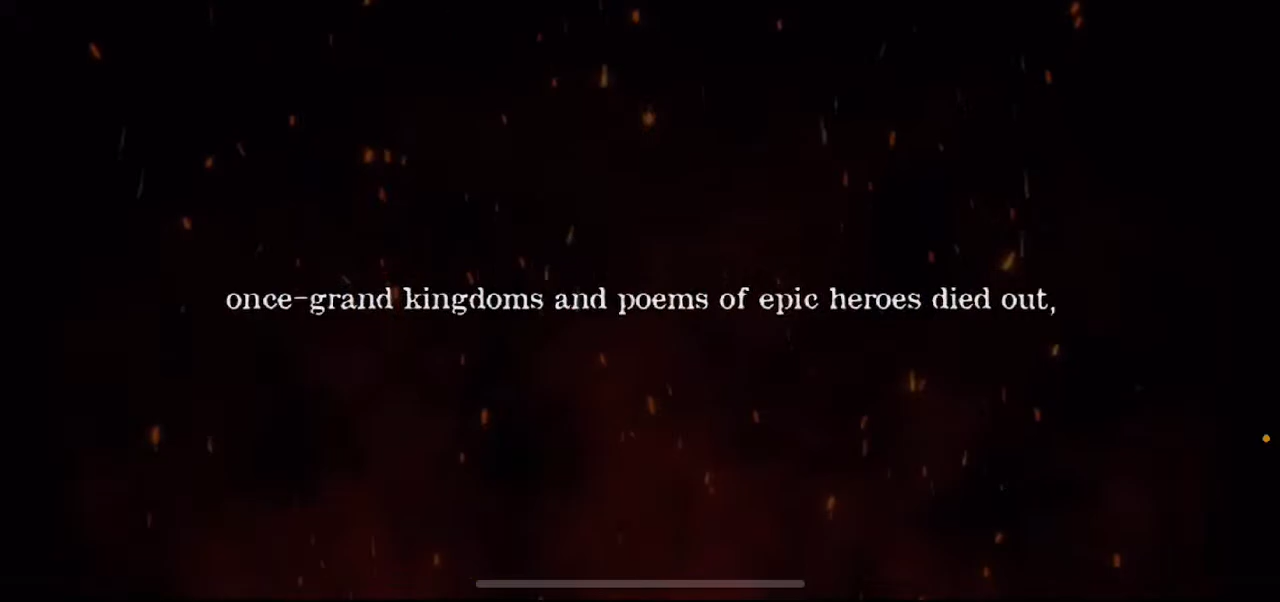 once-grand kingdoms and poems of epic heroes died out,